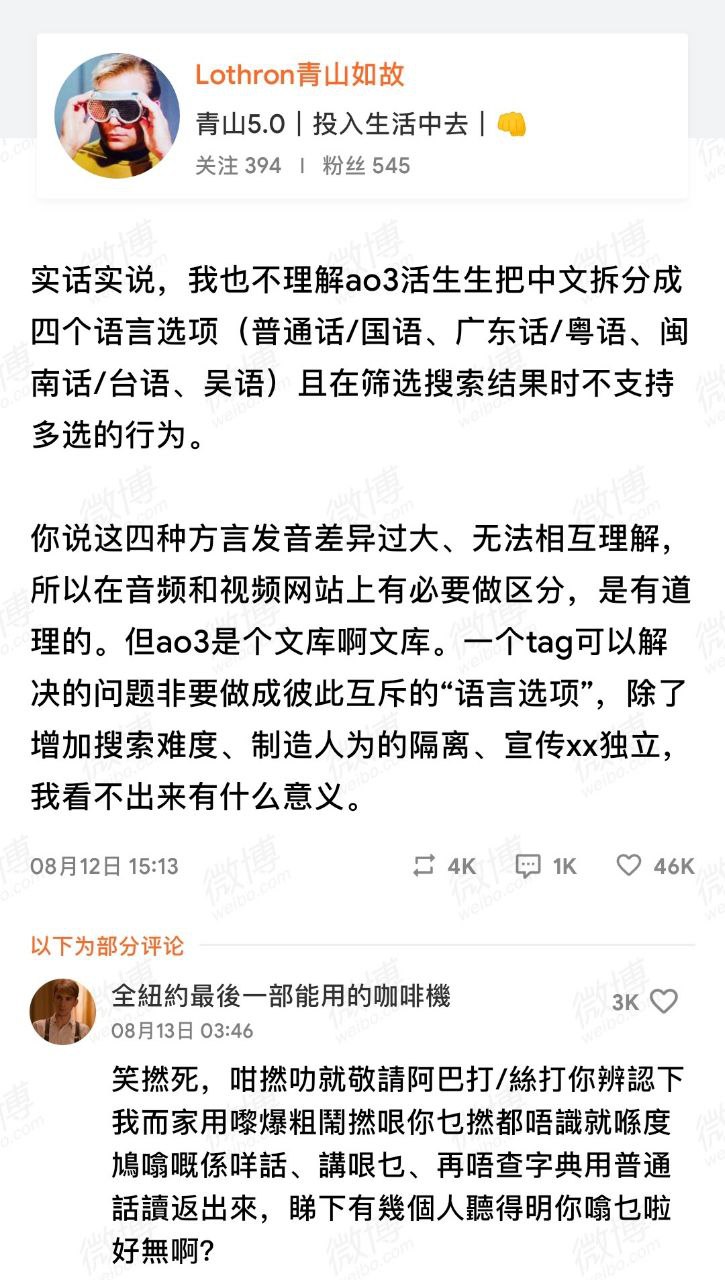 Lothron青山如故
青山5.0｜投入生活中去｜👊
关注 394 | 粉丝 545
实话实说，我也不理解ao3活生生把中文拆分成
四个语言选项（普通话/国语、广东话/粤语、闽
南话/台语、吴语）且在筛选搜索结果时不支持
多选的行为。
你说这四种方言发音差异过大、无法相互理解，
所以在音频和视频网站上有必要做区分，是有道
理的。但ao3是个文库啊文库。一个tag可以解
决的问题非要做成彼此互斥的“语言选项”，除了
增加搜索难度、制造人为的隔离、宣传xx独立，
我看不出来有什么意义。
08月12日 15:13 4K 1K 46K
以下为部分评论
全紐約最後一部能用的咖啡機 3K
08月13日 03:46
笑撚死，咁撚叻就敬請阿巴打/絲打你辨認下
我而家用嚟爆粗鬧撚哏你乜撚都唔識就喺度
鳩噏嘅係咩話、講哏乜、再唔查字典用普通
話讀返出來，睇下有幾個人聽得明你噏乜啦
好無啊？
微博
weibo.com